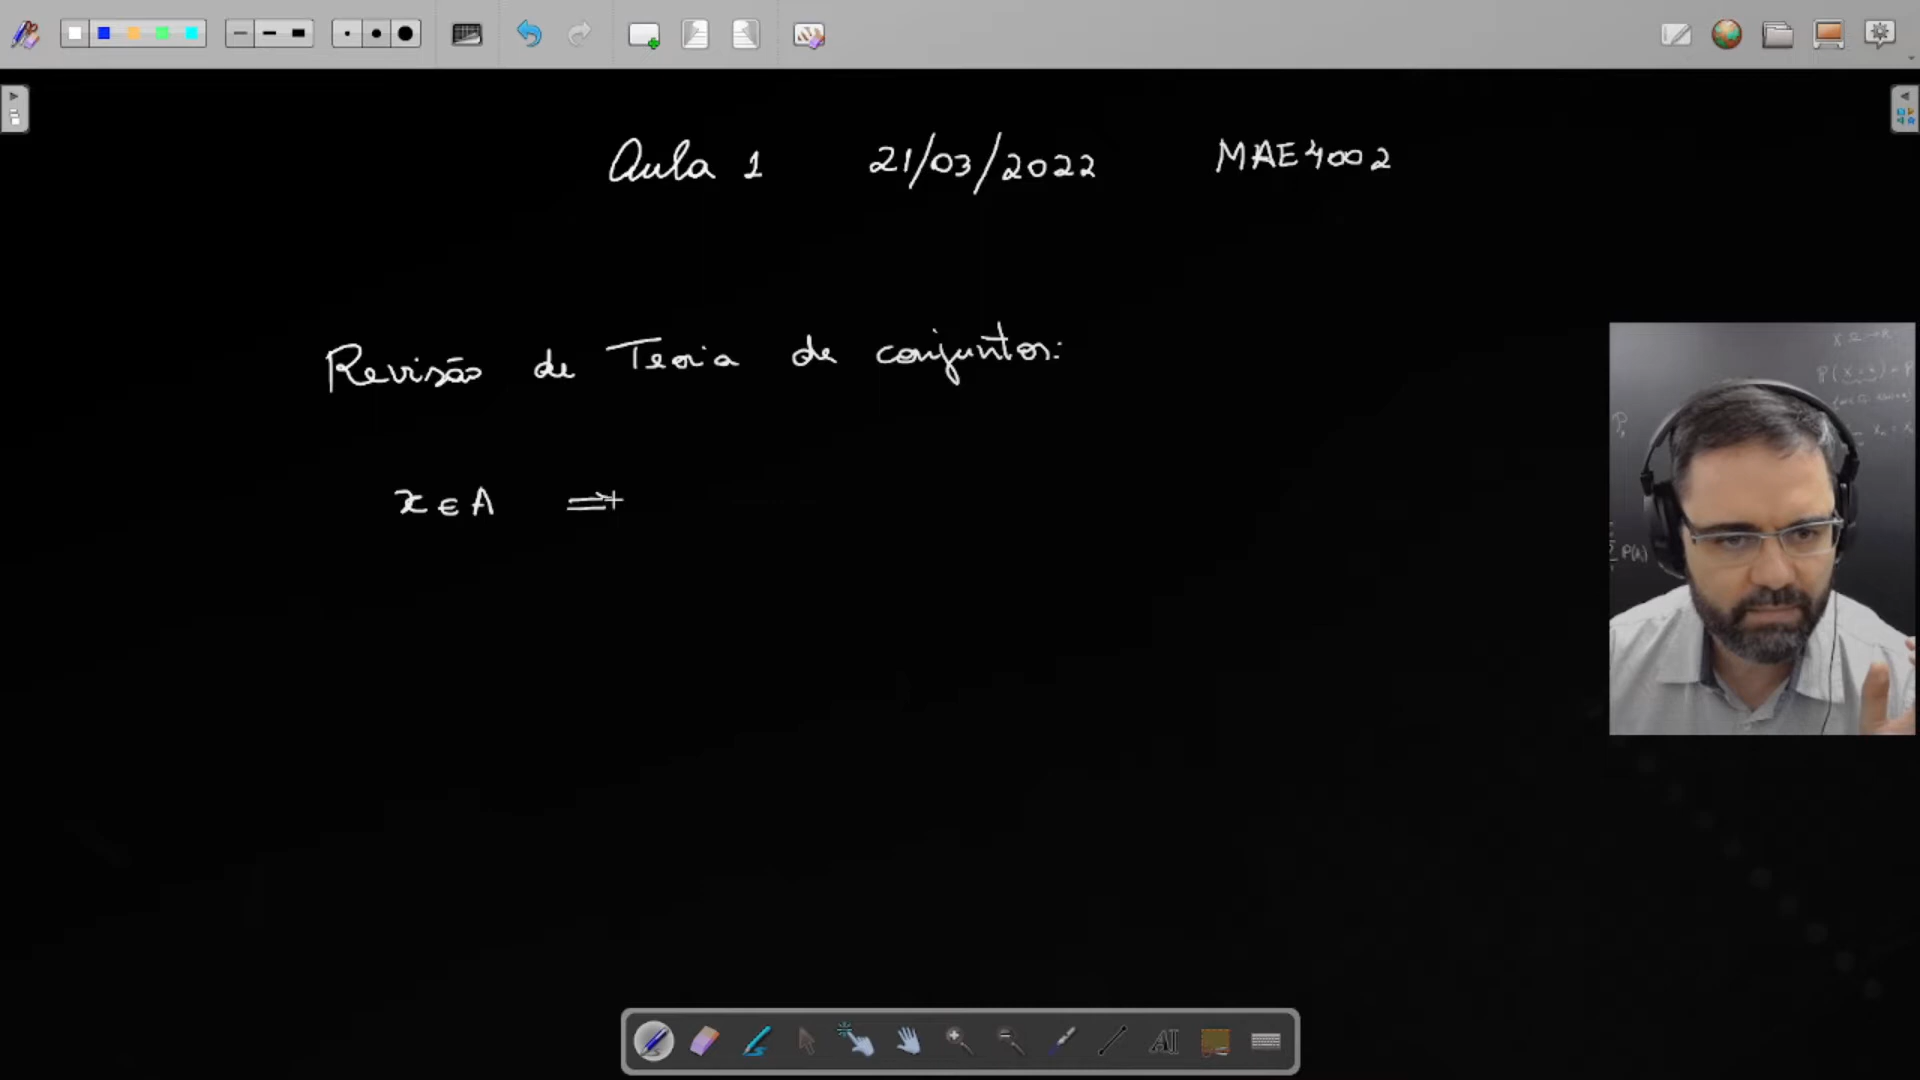 Aula 1 21/03/2022 MAE4002
Revisão de Teoria de conjuntos:
x ∈ A ⇒
P(A)